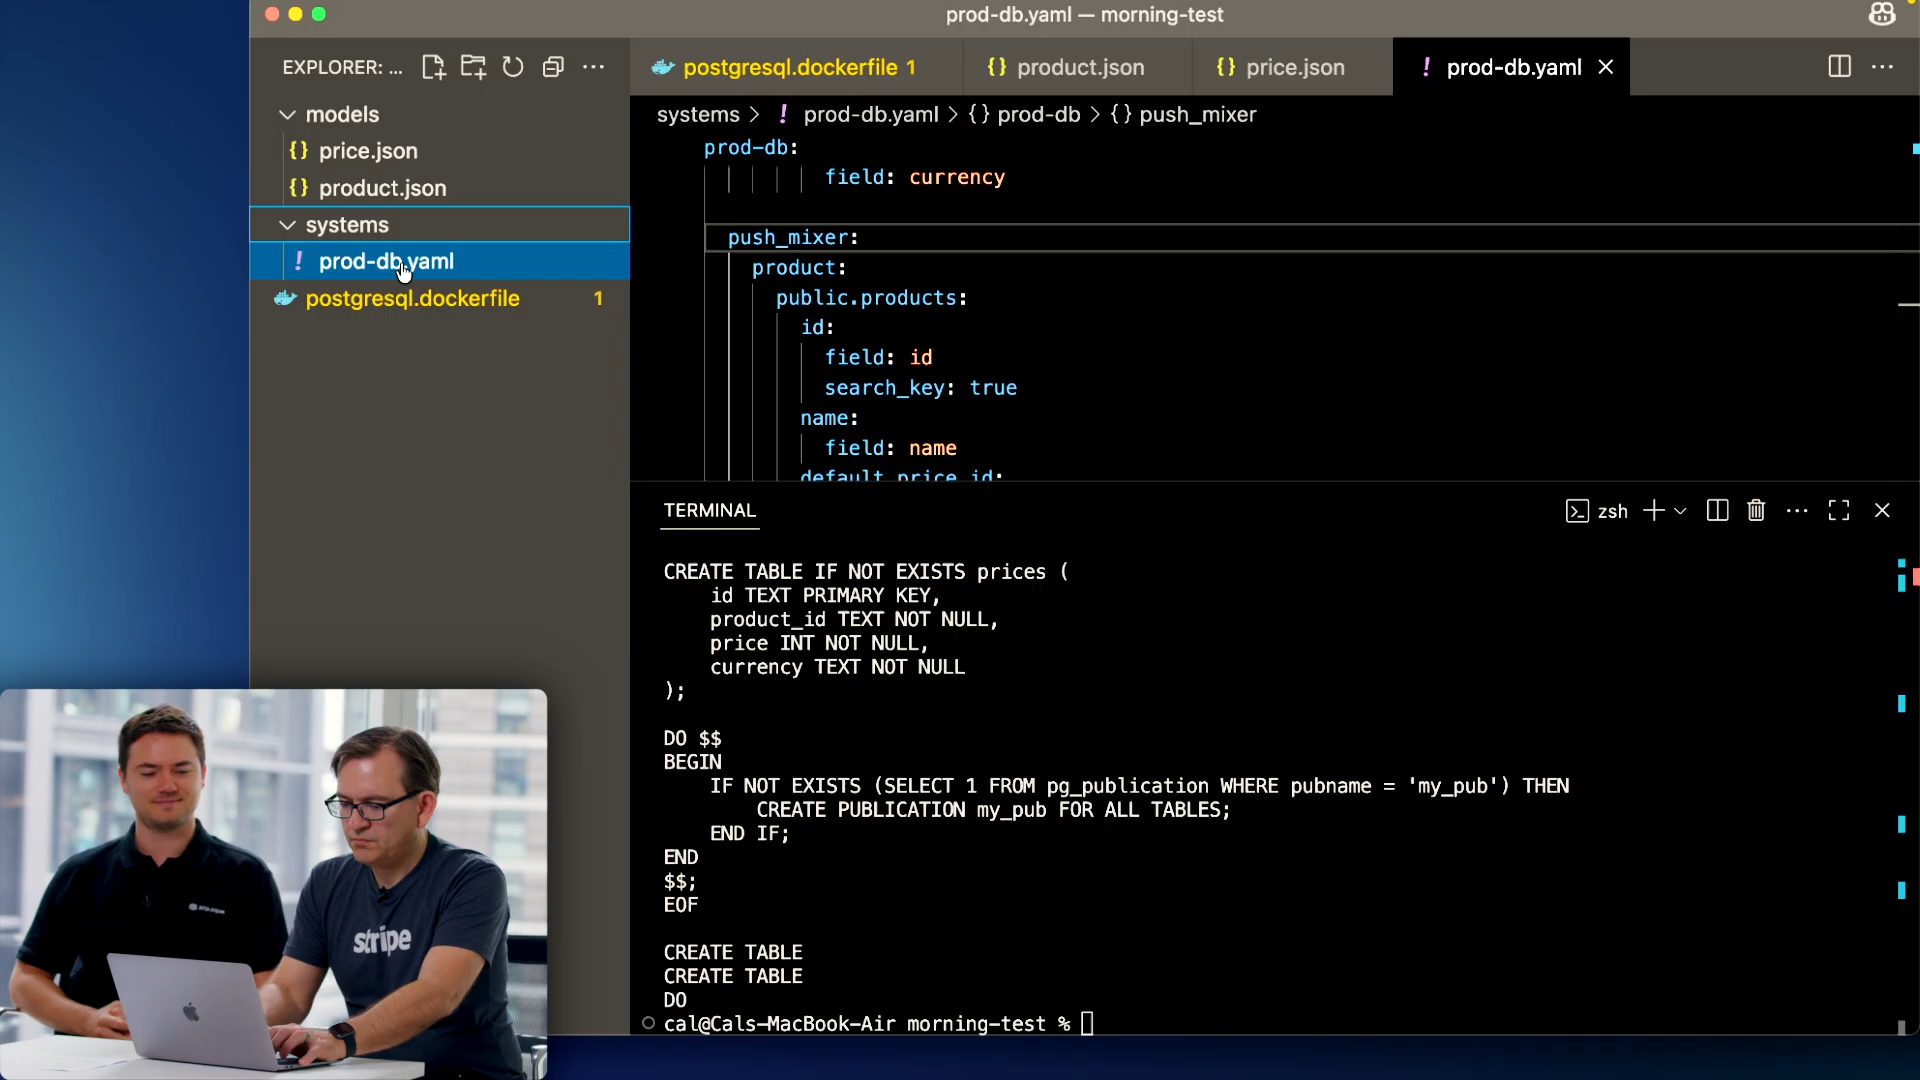 prod-db.yaml — morning-test
EXPLORER: ...
postgresql.dockerfile 1
{} product.json
{} price.json
! prod-db.yaml
models
{} price.json
{} product.json
systems
! prod-db.yaml
postgresql.dockerfile 1
systems > ! prod-db.yaml > {} prod-db > {} push_mixer
prod-db:
field: currency
push_mixer:
product:
public.products:
id:
field: id
search_key: true
name:
field: name
default_price_id:
TERMINAL
zsh
CREATE TABLE IF NOT EXISTS prices (
id TEXT PRIMARY KEY,
product_id TEXT NOT NULL,
price INT NOT NULL,
currency TEXT NOT NULL
);
DO $$
BEGIN
IF NOT EXISTS (SELECT 1 FROM pg_publication WHERE pubname = 'my_pub') THEN
CREATE PUBLICATION my_pub FOR ALL TABLES;
END IF;
END
$$;
EOF
CREATE TABLE
CREATE TABLE
DO
cal@Cals-MacBook-Air morning-test %
stripe